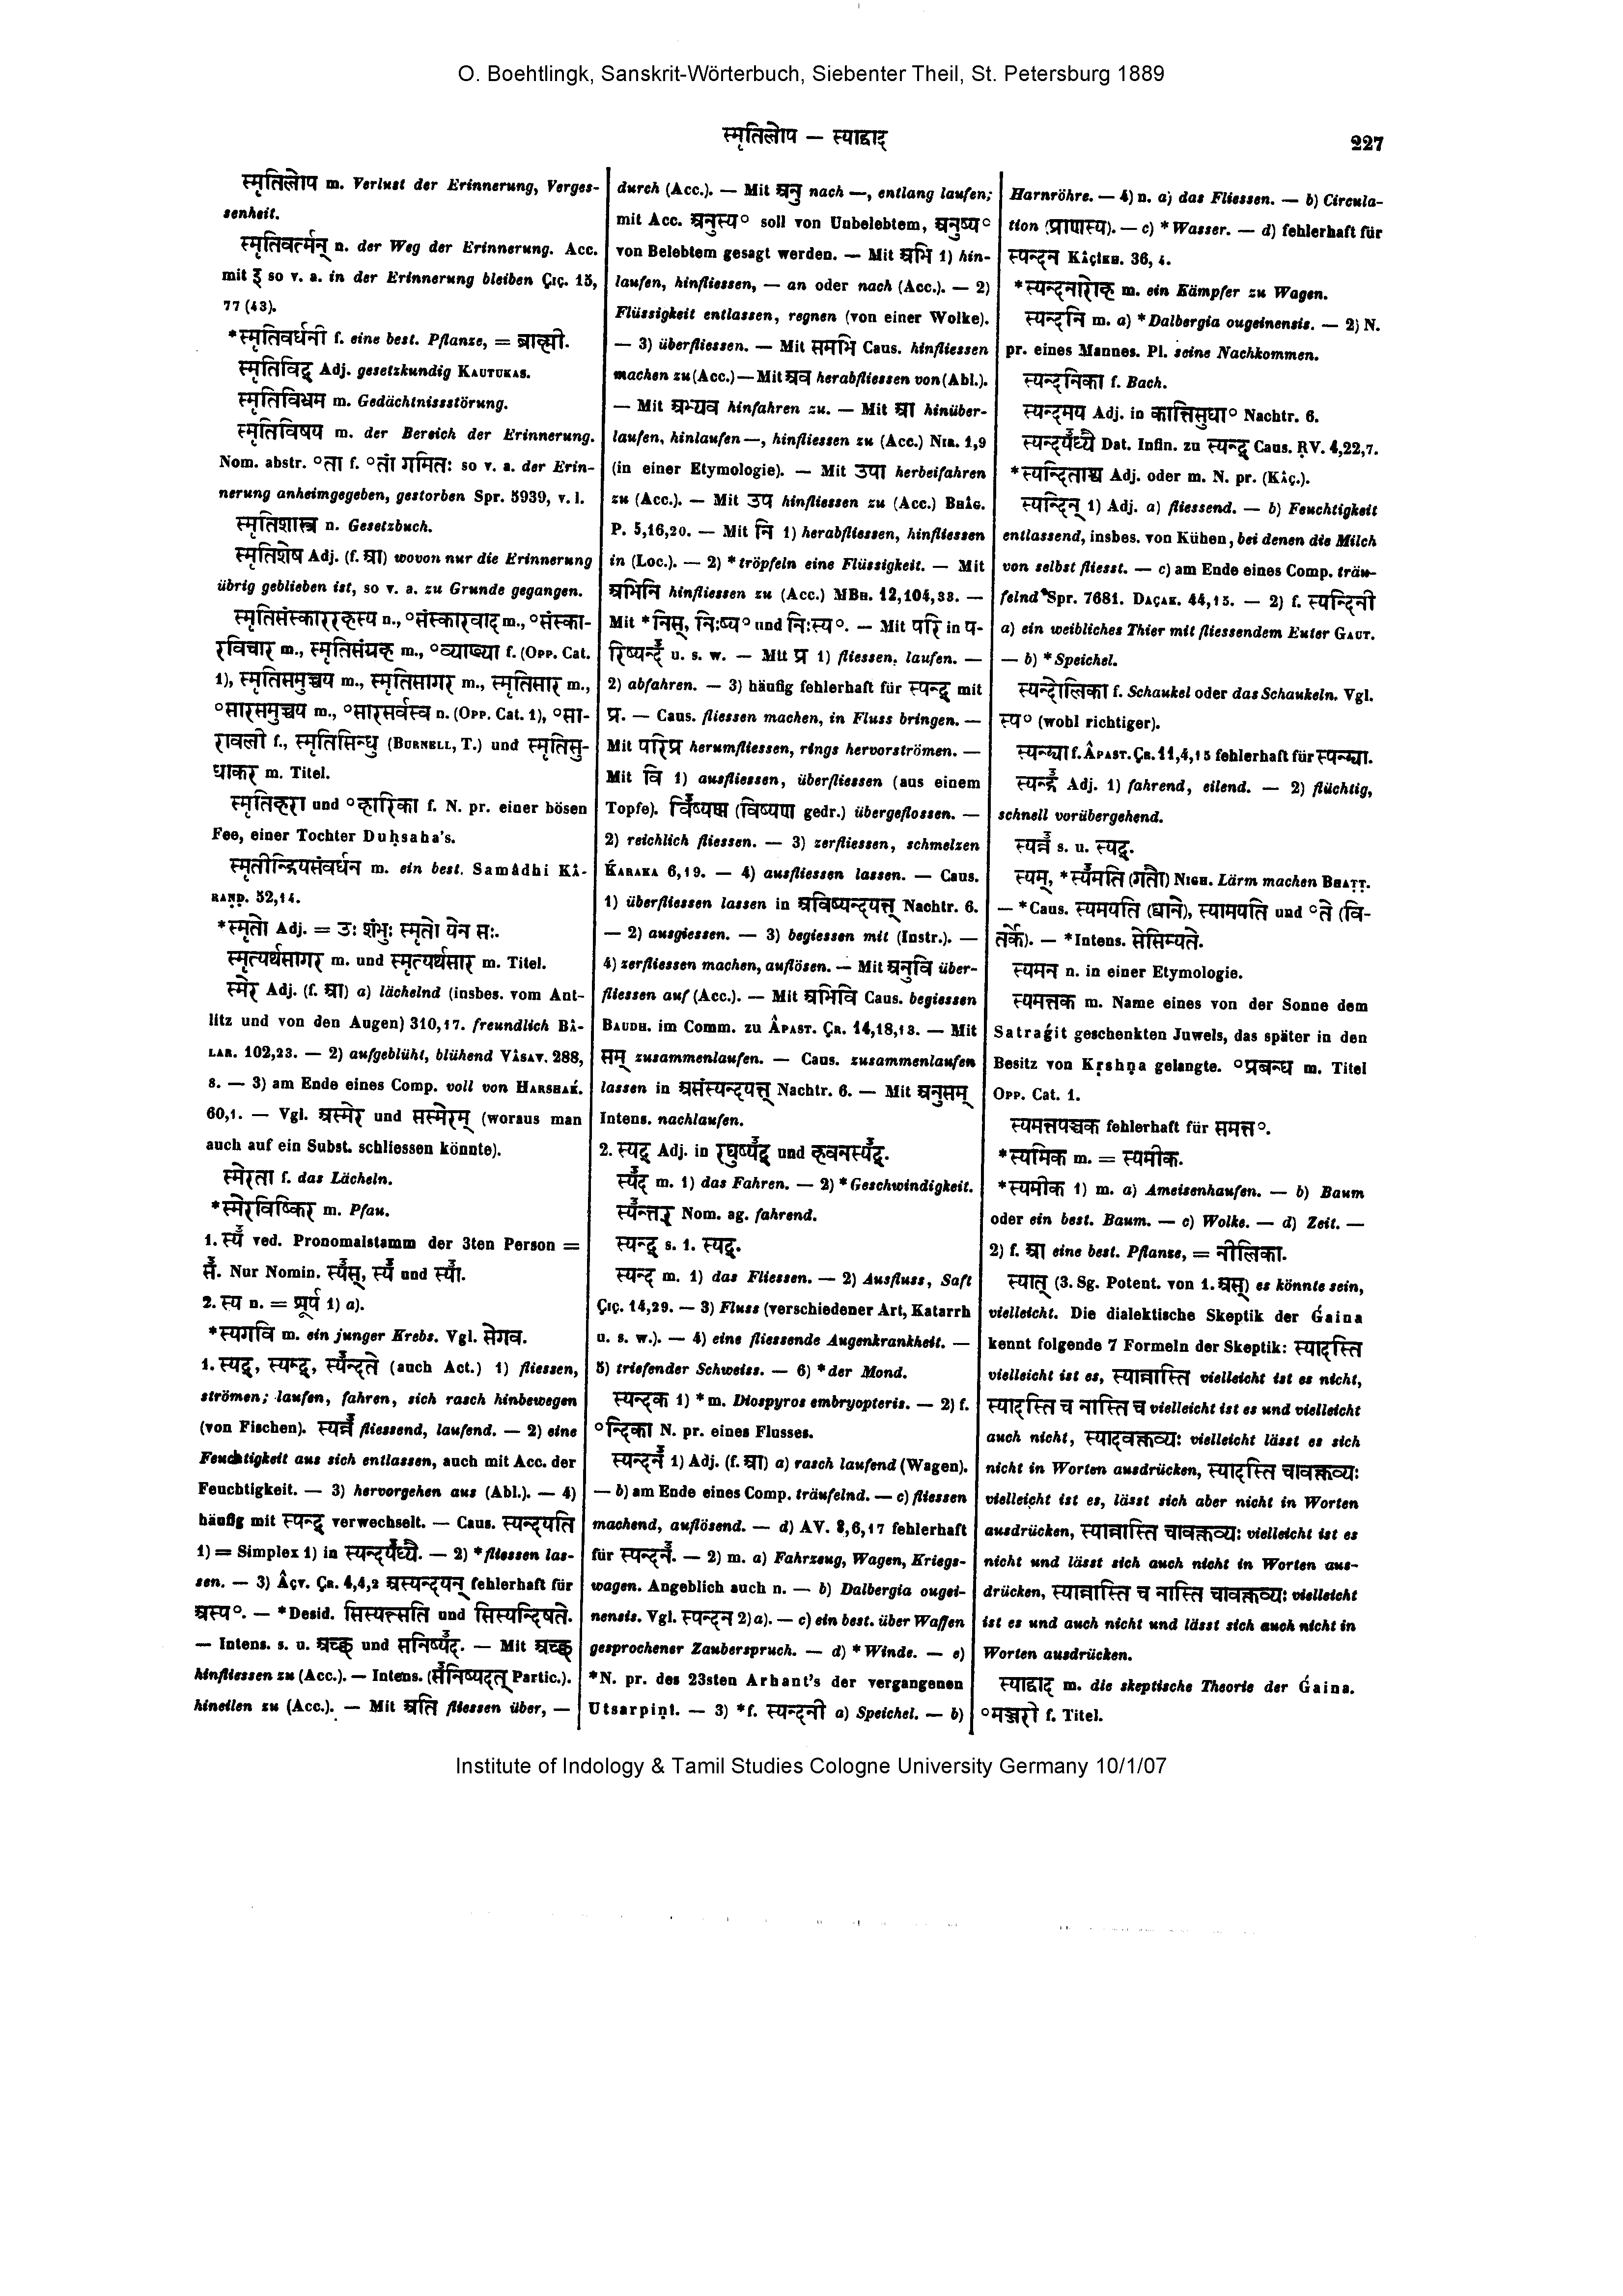 O. Boehtlingk, Sanskrit-Wörterbuch, Siebenter Theil, St. Petersburg 1889
स्मृतिलोप — स्याद्वाद्
227
स्मृतिलोप m. Verlust der Erinnerung, Verges-
senheit.
स्मृतिवर्त्मन् n. der Weg der Erinnerung. Acc.
mit इ so v. a. in der Erinnerung bleiben Çıç. 15,
77 (43).
*स्मृतिवर्धनी f. eine best. Pflanze, = ब्राह्मी.
स्मृतिविद् Adj. gesetzkundig KAUTUKAS.
स्मृतिविभ्रम m. Gedächtnissstörung.
स्मृतिविषय m. der Bereich der Erinnerung.
Nom. abstr. °ता f. °तां गमितः so v. a. der Erin-
nerung anheimgegeben, gestorben Spr. 5939, v. l.
स्मृतिशास्त्र n. Gesetzbuch.
स्मृतिशेष Adj. (f. आ) wovon nur die Erinnerung
übrig geblieben ist, so v. a. zu Grunde gegangen.
स्मृतिसंस्काररहस्य n., °संस्कारवाद m., °संस्का-
रविचार m., स्मृतिसंग्रह m., °व्याख्या f. (OPP. Cat.
1), स्मृतिसमुच्चय m., स्मृतिसागर m., स्मृतिसार m.,
°सारसमुच्चय m., °सारसर्वस्व n. (OPP. Cat. 1), °सा-
रावली f., स्मृतिसिन्धु (BURNELL, T.) und स्मृतिसु-
धाकर m. Titel.
स्मृतिहरा und °हारिका f. N. pr. einer bösen
Fee, einer Tochter Duḥsaha's.
स्मृतीन्द्रियसंवर्धन m. ein best. Samâdhi KÂ-
RAṆḌ. 52,14.
*स्मृतो Adj. = उः शंभुः स्मृतो येन सः.
स्मृत्यर्थसागर m. und स्मृत्यर्थसार m. Titel.
स्मेर Adj. (f. आ) a) lächelnd (insbes. vom Ant-
litz und von den Augen) 310,17. freundlich BÂ-
LAR. 102,23. — 2) aufgeblüht, blühend VÂSAV. 288,
8. — 3) am Ende eines Comp. voll von HARSHAḰ.
60,1. — Vgl. अस्मेर und सस्मेरम् (woraus man
auch auf ein Subst. schliessen könnte).
स्मेरता f. das Lächeln.
*स्मेरविष्किर m. Pfau.
1. स्य ved. Pronomalstamm der 3ten Person =
स. Nur Nomin. स्यस्, स्य und स्या.
2. स्य n. = शूर्प 1) a).
*स्यगवि m. ein junger Krebs. Vgl. सेगव.
1. स्यद्, स्यन्द्, स्यन्दते (auch Act.) 1) fliessen,
strömen; laufen, fahren, sich rasch hinbewegen
(von Fischen). स्यन्न fliessend, laufend. — 2) eine
Feuchtigkeit aus sich entlassen, auch mit Acc. der
Feuchtigkeit. — 3) hervorgehen aus (Abl.). — 4)
häufig mit स्पन्द् verwechselt. — Caus. स्यन्दयति
1) = Simplex 1) in स्यन्दयध्यै. — 2) *fliessen las-
sen. — 3) ÂÇV. ÇR. 4,4,2 अस्यन्दयन् fehlerhaft für
अस्प°. — *Desid. सिस्यत्सति und सिस्यन्दिषते.
— Intens. s. u. अच्छ und सनिष्यद. — Mit अच्छ
hinfliessen zu (Acc.). — Intens. (सनिष्यदत् Partic.).
hineilen zu (Acc.). — Mit अति fliessen über, —
durch (Acc.). — Mit अनु nach —, entlang laufen;
mit Acc. अनुस्य° soll von Unbelebtem, अनुष्य°
von Belebtem gesagt werden. — Mit अभि 1) hin-
laufen, hinfliessen, — an oder nach (Acc.). — 2)
Flüssigkeit entlassen, regnen (von einer Wolke).
— 3) überfliessen. — Mit समभि Caus. hinfliessen
machen zu (Acc.) — Mit अव herabfliessen von (Abl.).
— Mit अभ्यव hinfahren zu. — Mit आ hinüber-
laufen, hinlaufen —, hinfliessen zu (Acc.) NIR. 1,9
(in einer Etymologie). — Mit उपा herbeifahren
zu (Acc.). — Mit उप hinfliessen zu (Acc.) BHÂG.
P. 5,16,20. — Mit नि 1) herabfliessen, hinfliessen
in (Loc.). — 2) *tröpfeln eine Flüssigkeit. — Mit
अभिनि hinfliessen zu (Acc.) MBH. 12,104,33. —
Mit *निस्, निःष्य° und निःस्य°. — Mit परि in प-
रिष्यन्द u. s. w. — Mit प्र 1) fliessen, laufen. —
2) abfahren. — 3) häufig fehlerhaft für स्पन्द् mit
प्र. — Caus. fliessen machen, in Fluss bringen. —
Mit परिप्र herumfliessen, rings hervorströmen. —
Mit वि 1) ausfliessen, überfliessen (aus einem
Topfe). विष्यण्ण (विष्यण gedr.) übergeflossen. —
2) reichlich fliessen. — 3) zerfliessen, schmelzen
ḰARAKA 6,19. — 4) ausfliessen lassen. — Caus.
1) überfliessen lassen in अविष्यन्दयत्त् Nachtr. 6.
— 2) ausgiessen. — 3) begiessen mit (Instr.). —
4) zerfliessen machen, auflösen. — Mit अनुवि über-
fliessen auf (Acc.). — Mit अभिवि Caus. begiessen
BAUDH. im Comm. zu ÂPAST. ÇR. 14,18,13. — Mit
सम् zusammenlaufen. — Caus. zusammenlaufen
lassen in असंस्यन्दयत्त् Nachtr. 6. — Mit अनुसम्
Intens. nachlaufen.
2. स्यद् Adj. in रघुष्यद् und हवनस्यद्.
स्यद m. 1) das Fahren. — 2) *Geschwindigkeit.
स्यन्तर् Nom. ag. fahrend.
स्यन्द् s. 1. स्यद्.
स्यन्द m. 1) das Fliessen. — 2) Ausfluss, Saft
Çıç. 14,29. — 3) Fluss (verschiedener Art, Katarrh
u. s. w.). — 4) eine fliessende Augenkrankheit. —
5) triefender Schweiss. — 6) *der Mond.
स्यन्दक 1) *m. Diospyros embryopteris. — 2) f.
°न्दिका N. pr. eines Flusses.
स्यन्दन 1) Adj. (f. आ) a) rasch laufend (Wagen).
— b) am Ende eines Comp. träufelnd. — c) fliessen
machend, auflösend. — d) AV. 8,6,17 fehlerhaft
für स्पन्दन. — 2) m. a) Fahrzeug, Wagen, Kriegs-
wagen. Angeblich auch n. — b) Dalbergia ougei-
nensis. Vgl. स्पन्दन 2) a). — c) ein best. über Waffen
gesprochener Zauberspruch. — d) *Winde. — e)
*N. pr. des 23sten Arhant's der vergangenen
Utsarpiṇî. — 3) *f. स्यन्दनी a) Speichel. — b)
Harnröhre. — 4) n. a) das Fliessen. — b) Circula-
tion (प्राणस्य). — c) *Wasser. — d) fehlerhaft für
स्पन्दन KÂÇIKH. 36, 4.
*स्यन्दनारोह m. ein Kämpfer zu Wagen.
स्यन्दनि m. a) *Dalbergia ougeinensis. — 2) N.
pr. eines Mannes. Pl. seine Nachkommen.
स्यन्दनिका f. Bach.
स्यन्दमय Adj. in कान्तिसुधा° Nachtr. 6.
स्यन्दयध्यै Dat. Infin. zu स्यन्द् Caus. ṚV. 4,22,7.
*स्यन्दिताश्व Adj. oder m. N. pr. (KÂÇ.).
स्यन्दिन् 1) Adj. a) fliessend. — b) Feuchtigkeit
entlassend, insbes. von Kühen, bei denen die Milch
von selbst fliesst. — c) am Ende eines Comp. träu-
felnd Spr. 7681. DAÇAK. 44,15. — 2) f. स्यन्दिनी
a) ein weibliches Thier mit fliessendem Euter GAUT.
— b) *Speichel.
स्यन्दोलिका f. Schaukel oder das Schaukeln. Vgl.
स्प° (wohl richtiger).
स्यन्द्या f. ÂPAST. ÇR. 11,4,15 fehlerhaft für स्पन्द्या.
स्यन्द्र Adj. 1) fahrend, eilend. — 2) flüchtig,
schnell vorübergehend.
स्यन्न s. u. स्यद्.
स्यम्, *स्यमति (गतौ) NIGH. Lärm machen BHAṬṬ.
— *Caus. स्यमयति (ध्वाने), स्यामयति und °ते (वि-
तर्के). — *Intens. सेसिम्यते.
स्यमन n. in einer Etymologie.
स्यमन्तक m. Name eines von der Sonne dem
Satraǵit geschenkten Juwels, das später in den
Besitz von Kṛshṇa gelangte. °प्रबन्ध m. Titel
OPP. Cat. 1.
स्यमन्तपञ्चक fehlerhaft für समन्त°.
*स्यमिक m. = स्यमीक.
*स्यमीक 1) m. a) Ameisenhaufen. — b) Baum
oder ein best. Baum. — c) Wolke. — d) Zeit. —
2) f. आ eine best. Pflanze, = नीलिका.
स्यात् (3. Sg. Potent. von 1. अस्) es könnte sein,
vielleicht. Die dialektische Skeptik der Ǵaina
kennt folgende 7 Formeln der Skeptik: स्यादस्ति
vielleicht ist es, स्यान्नास्ति vielleicht ist es nicht,
स्यादस्ति च नास्ति च vielleicht ist es und vielleicht
auch nicht, स्यादवक्तव्यः vielleicht lässt es sich
nicht in Worten ausdrücken, स्यादस्ति चावक्तव्यः
vielleicht ist es, lässt sich aber nicht in Worten
ausdrücken, स्यान्नास्ति चावक्तव्यः vielleicht ist es
nicht und lässt sich auch nicht in Worten aus-
drücken, स्यान्नास्ति च नास्ति चावक्तव्यः vielleicht
ist es und auch nicht und lässt sich auch nicht in
Worten ausdrücken.
स्याद्वाद m. die skeptische Theorie der Ǵaina.
°मञ्जरी f. Titel.
Institute of Indology & Tamil Studies Cologne University Germany 10/1/07